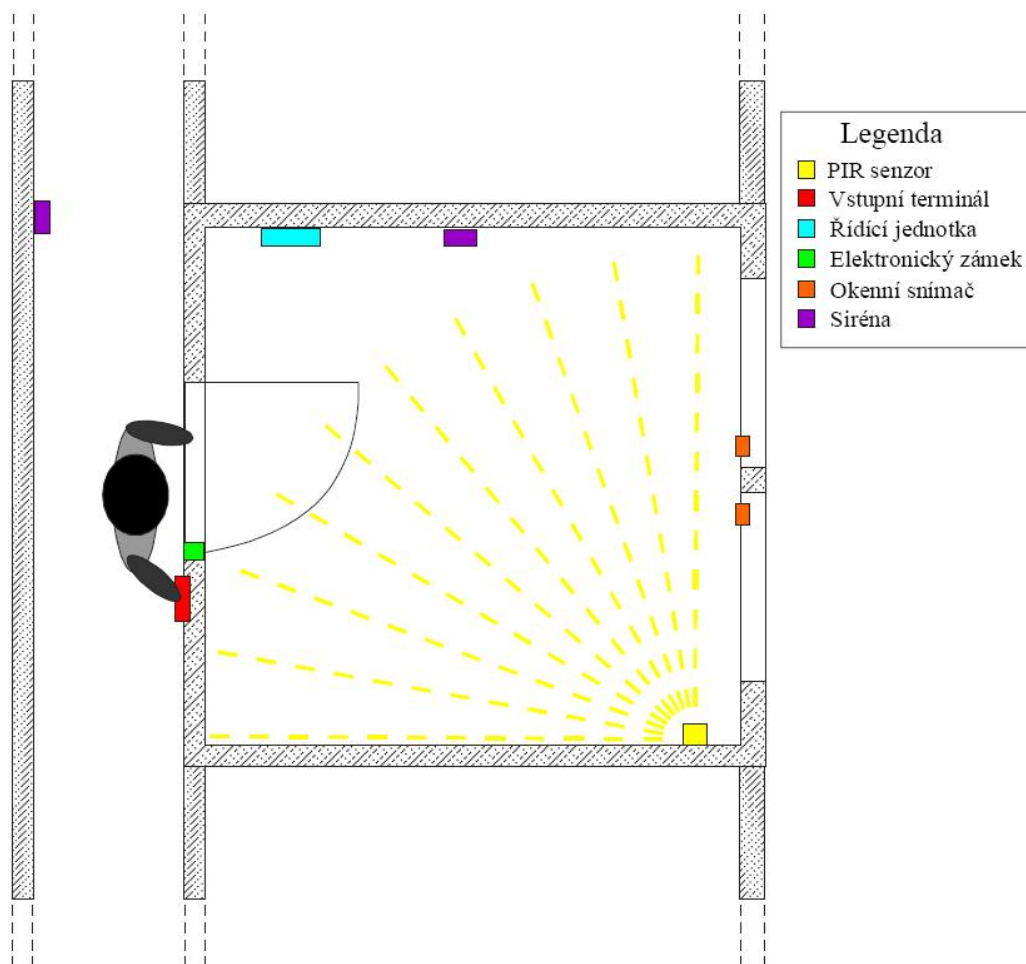 Legenda
PIR senzor
Vstupní terminál
Řídící jednotka
Elektronický zámek
Okenní snímač
Siréna